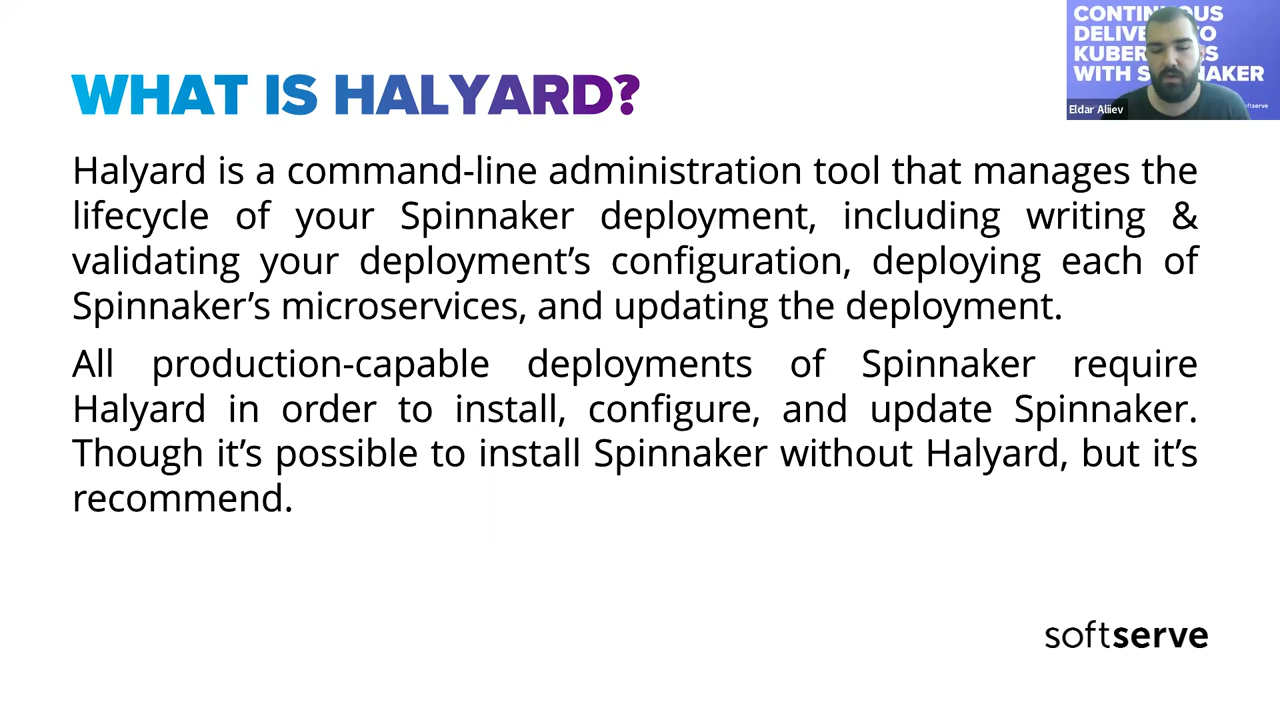 WHAT IS HALYARD?
Halyard is a command-line administration tool that manages the
lifecycle of your Spinnaker deployment, including writing &
validating your deployment’s configuration, deploying each of
Spinnaker’s microservices, and updating the deployment.
All production-capable deployments of Spinnaker require
Halyard in order to install, configure, and update Spinnaker.
Though it’s possible to install Spinnaker without Halyard, but it’s
recommend.
softserve
Eldar Aliiev